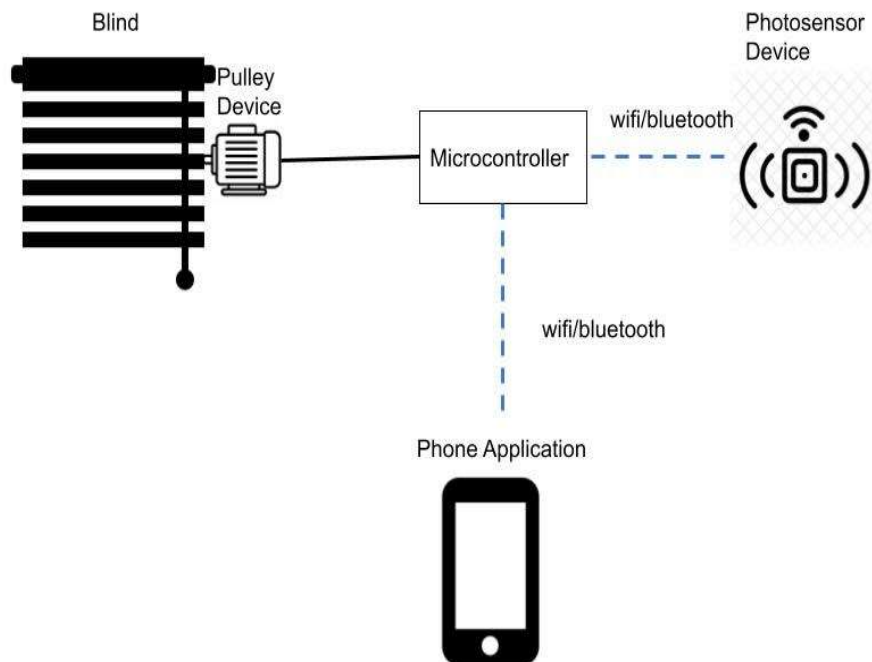 Blind
Pulley
Device
Microcontroller
wifi/bluetooth
Photosensor
Device
wifi/bluetooth
Phone Application